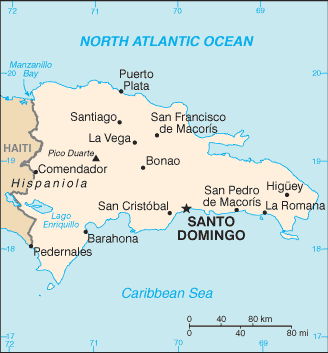 72
71
70
69
NORTH ATLANTIC OCEAN
Manzanillo
Bay
20
20
Puerto
Plata
Santiago
San Francisco
de Macorís
La Vega
HAITI
Pico Duarte
Bonao
19
19
Comendador
Hispaniola
Higüey
San Pedro
de Macorís
La Romana
San Cristóbal
Lago
Enriquillo
SANTO
DOMINGO
Barahona
18
18
Pedernales
Caribbean Sea
0 40 80 km
0 40 80 mi
72
71
70
69